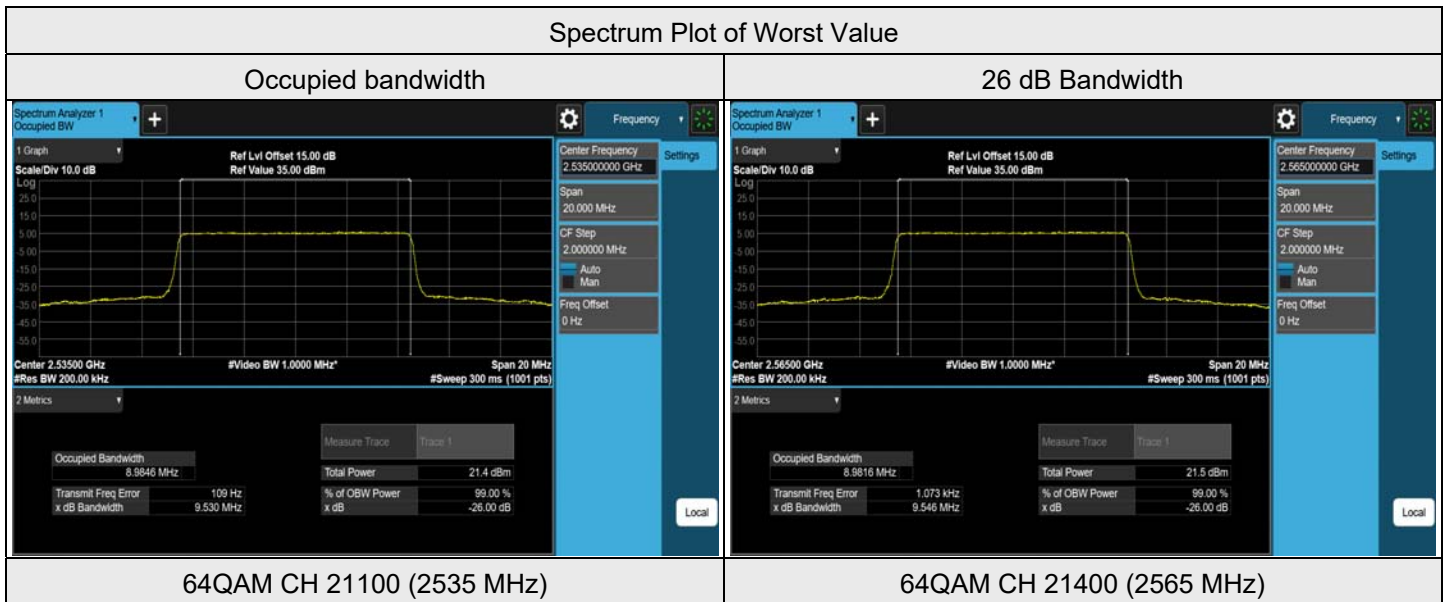 Spectrum Plot of Worst Value
Occupied bandwidth
26 dB Bandwidth
Spectrum Analyzer 1
Occupied BW
+
Frequency
1 Graph
Ref Lvl Offset 15.00 dB
Scale/Div 10.0 dB
Ref Value 35.00 dBm
Log
25.0
15.0
5.00
-5.00
-15.0
-25.0
-35.0
-45.0
-55.0
Center 2.53500 GHz
#Video BW 1.0000 MHz*
Span 20 MHz
#Res BW 200.00 kHz
#Sweep 300 ms (1001 pts)
Center Frequency
2.535000000 GHz
Settings
Span
20.000 MHz
CF Step
2.000000 MHz
Auto
Man
Freq Offset
0 Hz
2 Metrics
Measure Trace Trace 1
Occupied Bandwidth
8.9846 MHz
Total Power 21.4 dBm
Transmit Freq Error 109 Hz
% of OBW Power 99.00 %
x dB Bandwidth 9.530 MHz
x dB -26.00 dB
Local
Spectrum Analyzer 1
Occupied BW
+
Frequency
1 Graph
Ref Lvl Offset 15.00 dB
Scale/Div 10.0 dB
Ref Value 35.00 dBm
Log
25.0
15.0
5.00
-5.00
-15.0
-25.0
-35.0
-45.0
-55.0
Center 2.56500 GHz
#Video BW 1.0000 MHz*
Span 20 MHz
#Res BW 200.00 kHz
#Sweep 300 ms (1001 pts)
Center Frequency
2.565000000 GHz
Settings
Span
20.000 MHz
CF Step
2.000000 MHz
Auto
Man
Freq Offset
0 Hz
2 Metrics
Measure Trace Trace 1
Occupied Bandwidth
8.9816 MHz
Total Power 21.5 dBm
Transmit Freq Error 1.073 kHz
% of OBW Power 99.00 %
x dB Bandwidth 9.546 MHz
x dB -26.00 dB
Local
64QAM CH 21100 (2535 MHz)
64QAM CH 21400 (2565 MHz)